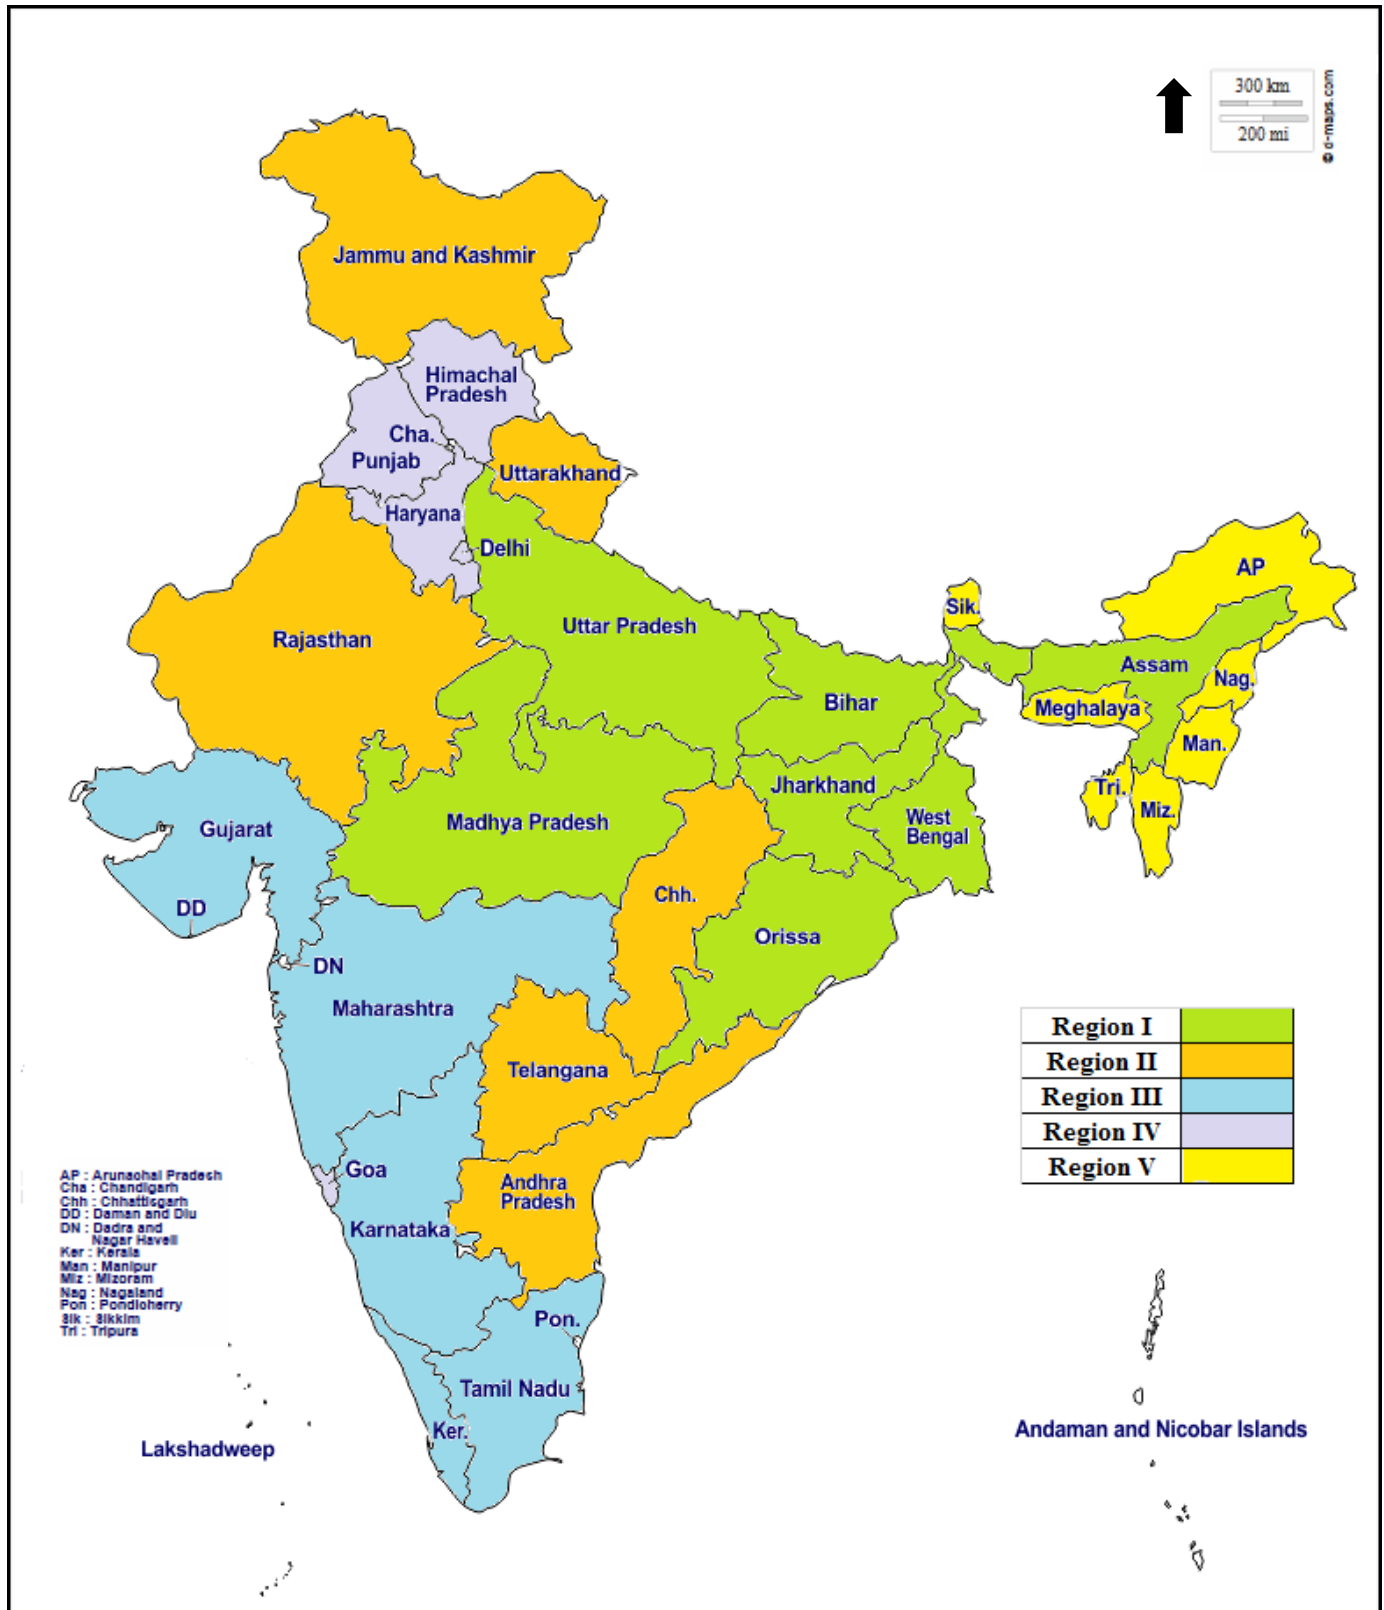 300 km
200 mi
© d-maps.com
Jammu and Kashmir
Himachal
Pradesh
Cha.
Punjab
Uttarakhand
Haryana
Delhi
AP
Sik.
Rajasthan
Uttar Pradesh
Assam
Nag.
Bihar
Meghalaya
Man.
Jharkhand
Tri.
Miz.
Gujarat
Madhya Pradesh
West
Bengal
Chh.
DD
Orissa
DN
Maharashtra
Region I
Region II
Region III
Region IV
Region V
Telangana
Goa
Andhra
Pradesh
Karnataka
AP : Arunachal Pradesh
Cha : Chandigarh
Chh : Chhattisgarh
DD : Daman and Diu
DN : Dadra and
Nagar Haveli
Ker : Kerala
Man : Manipur
Miz : Mizoram
Nag : Nagaland
Pon : Pondicherry
Sik : Sikkim
Tri : Tripura
Pon.
Tamil Nadu
Ker.
Lakshadweep
Andaman and Nicobar Islands